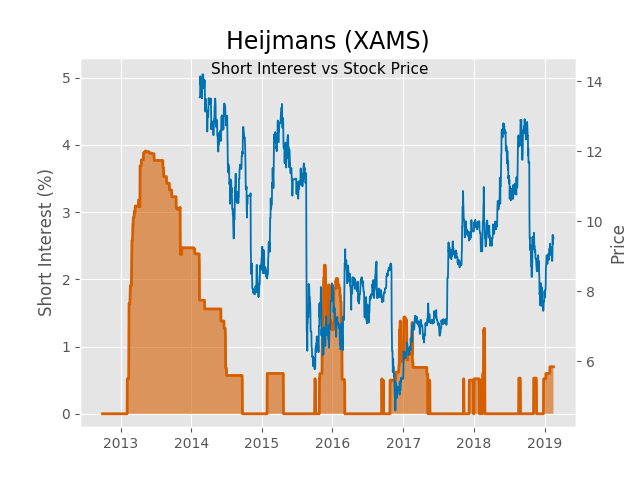 Heijmans (XAMS)
Short Interest vs Stock Price
Short Interest (%)
5
4
3
2
1
0
14
12
10
8
6
Price
2013 2014 2015 2016 2017 2018 2019